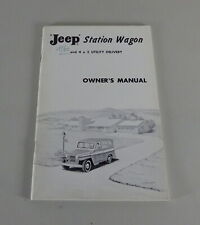 "Jeep" Station Wagon
and 4 x 2 UTILITY DELIVERY
OWNER'S MANUAL